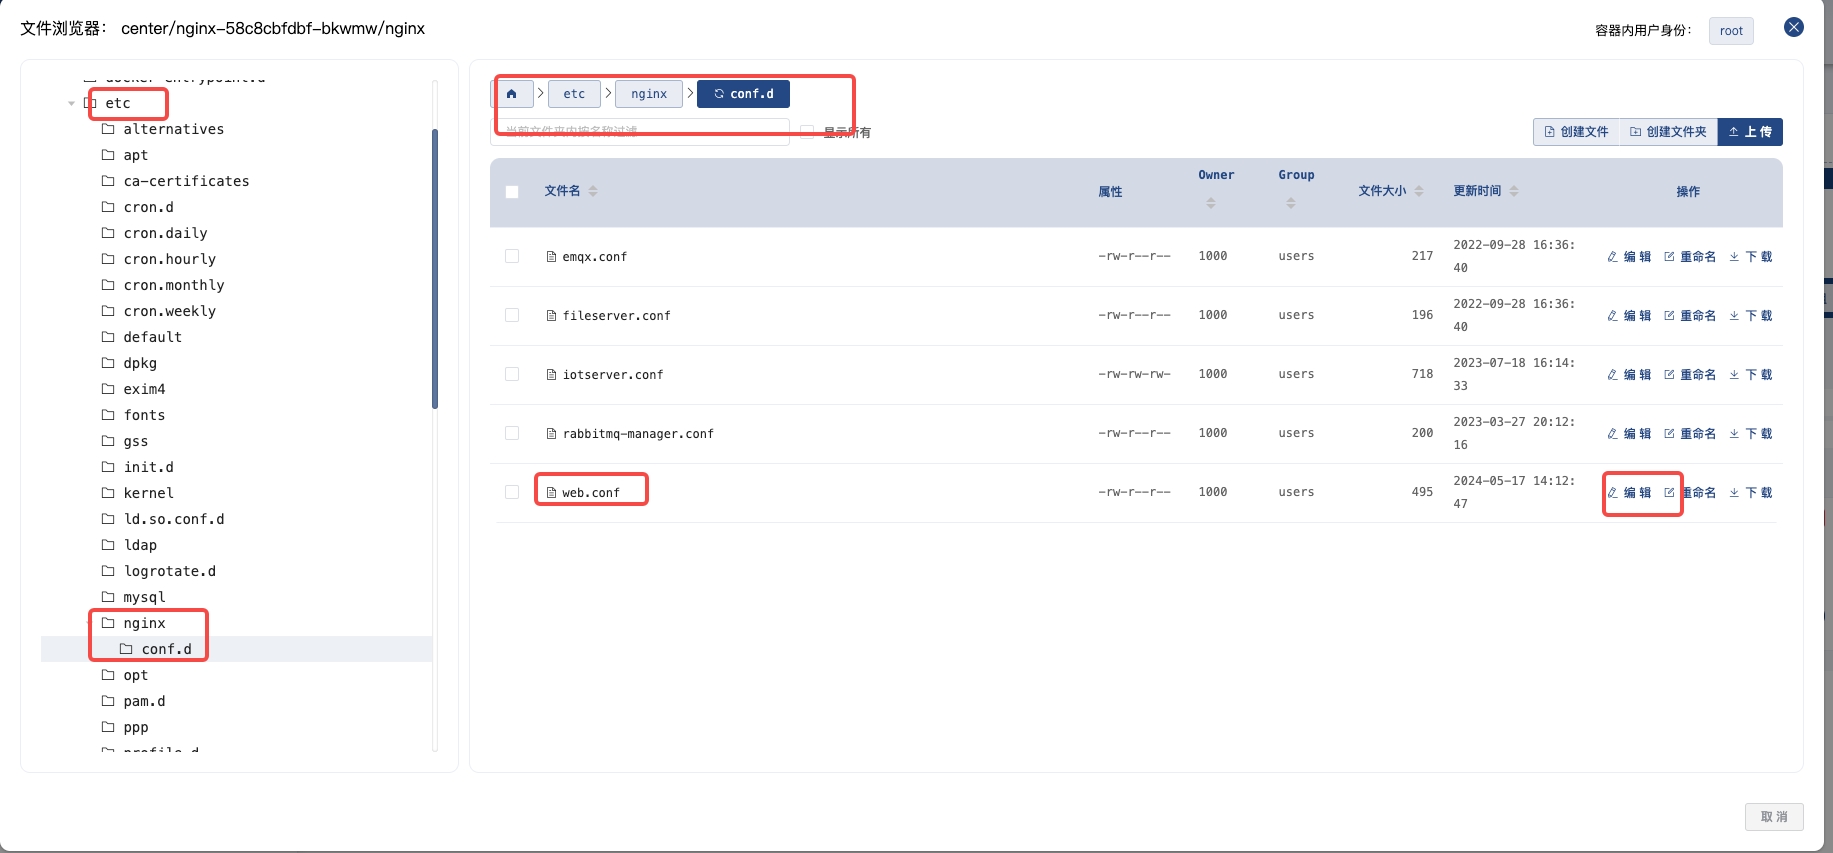 文件浏览器： center/nginx-58c8cbfdbf-bkwmw/nginx
容器内用户身份： root
docker-entrypoint.d
etc
alternatives
apt
ca-certificates
cron.d
cron.daily
cron.hourly
cron.monthly
cron.weekly
default
dpkg
exim4
fonts
gss
init.d
kernel
ld.so.conf.d
ldap
logrotate.d
mysql
nginx
conf.d
opt
pam.d
ppp
profile.d
etc nginx conf.d
当前文件夹内按名称过滤 显示所有
创建文件 创建文件夹 上 传
文件名 属性 Owner Group 文件大小 更新时间 操作
emqx.conf -rw-r--r-- 1000 users 217 2022-09-28 16:36:
40
编 辑 重命名 下 载
fileserver.conf -rw-r--r-- 1000 users 196 2022-09-28 16:36:
40
编 辑 重命名 下 载
iotserver.conf -rw-rw-rw- 1000 users 718 2023-07-18 16:14:
33
编 辑 重命名 下 载
rabbitmq-manager.conf -rw-r--r-- 1000 users 200 2023-03-27 20:12:
16
编 辑 重命名 下 载
web.conf -rw-r--r-- 1000 users 495 2024-05-17 14:12:
47
编 辑 重命名 下 载
取 消